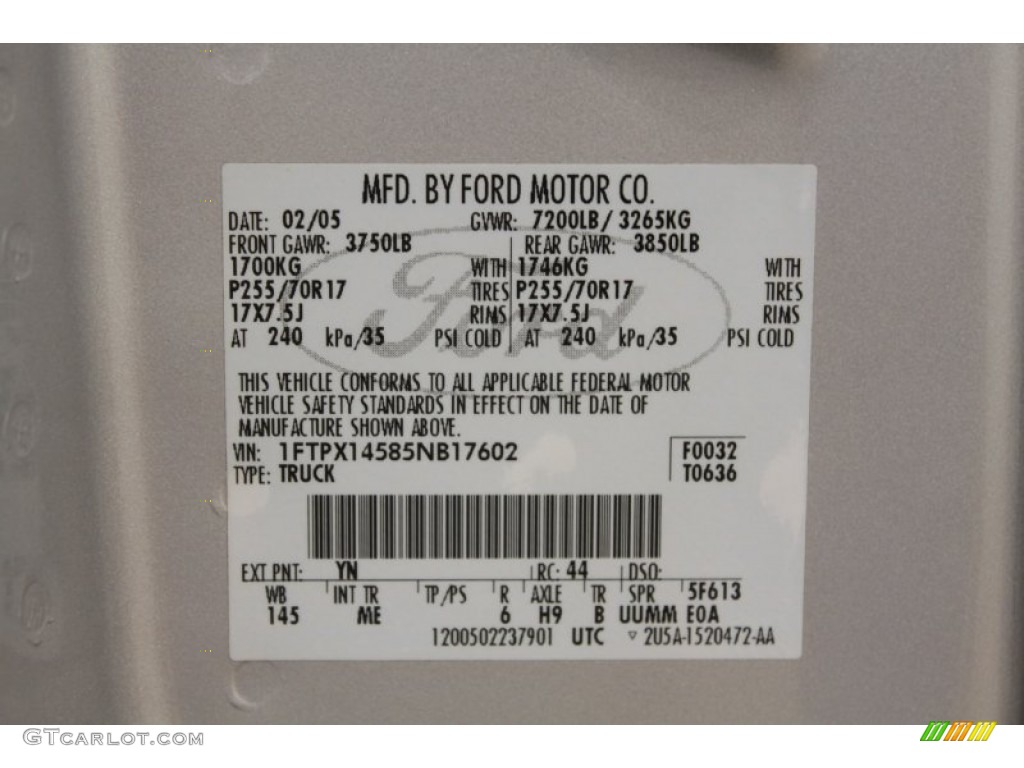 MFD. BY FORD MOTOR CO.
DATE: 02/05 GVWR: 7200LB/ 3265KG
FRONT GAWR: 3750LB REAR GAWR: 3850LB
1700KG WITH 1746KG WITH
P255/70R17 TIRES P255/70R17 TIRES
17X7.5J RIMS 17X7.5J RIMS
AT 240 kPa/35 PSI COLD AT 240 kPa/35 PSI COLD
Ford
THIS VEHICLE CONFORMS TO ALL APPLICABLE FEDERAL MOTOR
VEHICLE SAFETY STANDARDS IN EFFECT ON THE DATE OF
MANUFACTURE SHOWN ABOVE.
VIN: 1FTPX14585NB17602 F0032
TYPE: TRUCK T0636
EXT PNT: YN RC: 44 DSO:
WB INT TR TP/PS R AXLE TR SPR 5F613
145 ME 6 H9 B UUMM E0A
1200502237901 UTC ▿ 2U5A-1520472-AA
GTCARLOT.COM